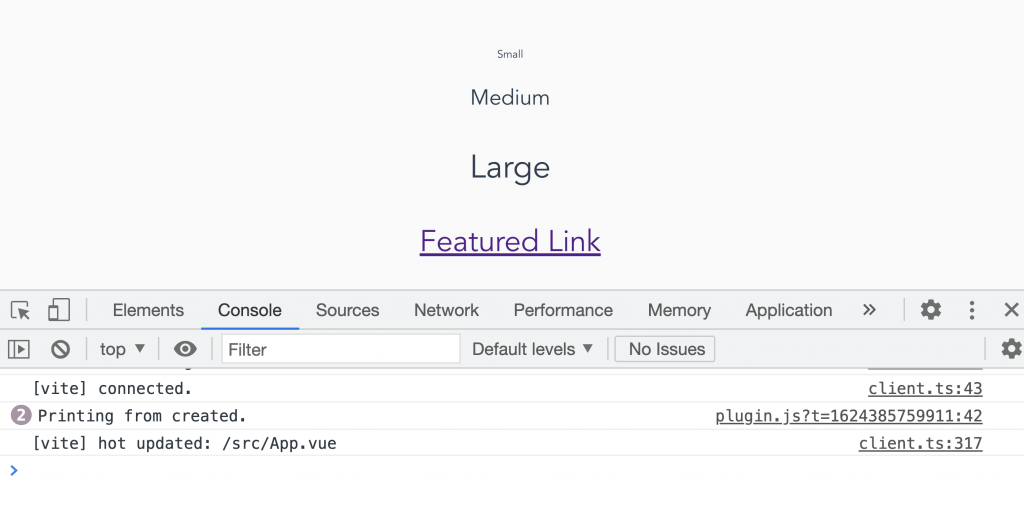 Small
Medium
Large
Featured Link
Elements Console Sources Network Performance Memory Application
top Filter Default levels No Issues
[vite] connected. client.ts:43
2 Printing from created. plugin.js?t=1624385759911:42
[vite] hot updated: /src/App.vue client.ts:317